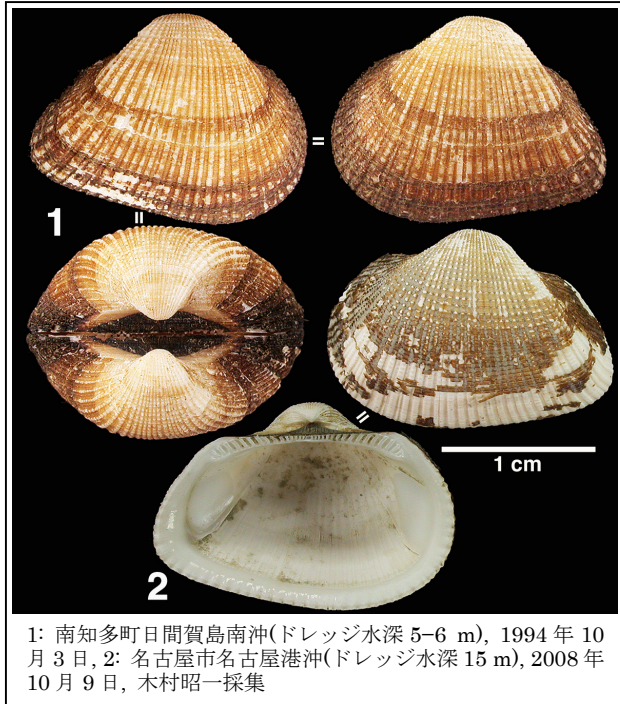 =
1
=
=
1 cm
2
1: 南知多町日間賀島南沖(ドレッジ水深 5–6 m), 1994 年 10
月 3 日, 2: 名古屋市名古屋港沖(ドレッジ水深 15 m), 2008 年
10 月 9 日, 木村昭一採集